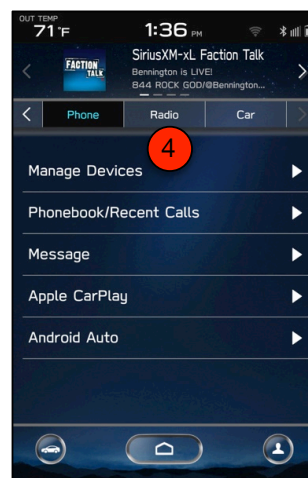 OUT TEMP
71°F
1:36 PM
FACTION
TALK
SiriusXM-xL Faction Talk
Bennington is LIVE!
844 ROCK GOD/@Bennington...
Phone
Radio
Car
4
Manage Devices
Phonebook/Recent Calls
Message
Apple CarPlay
Android Auto